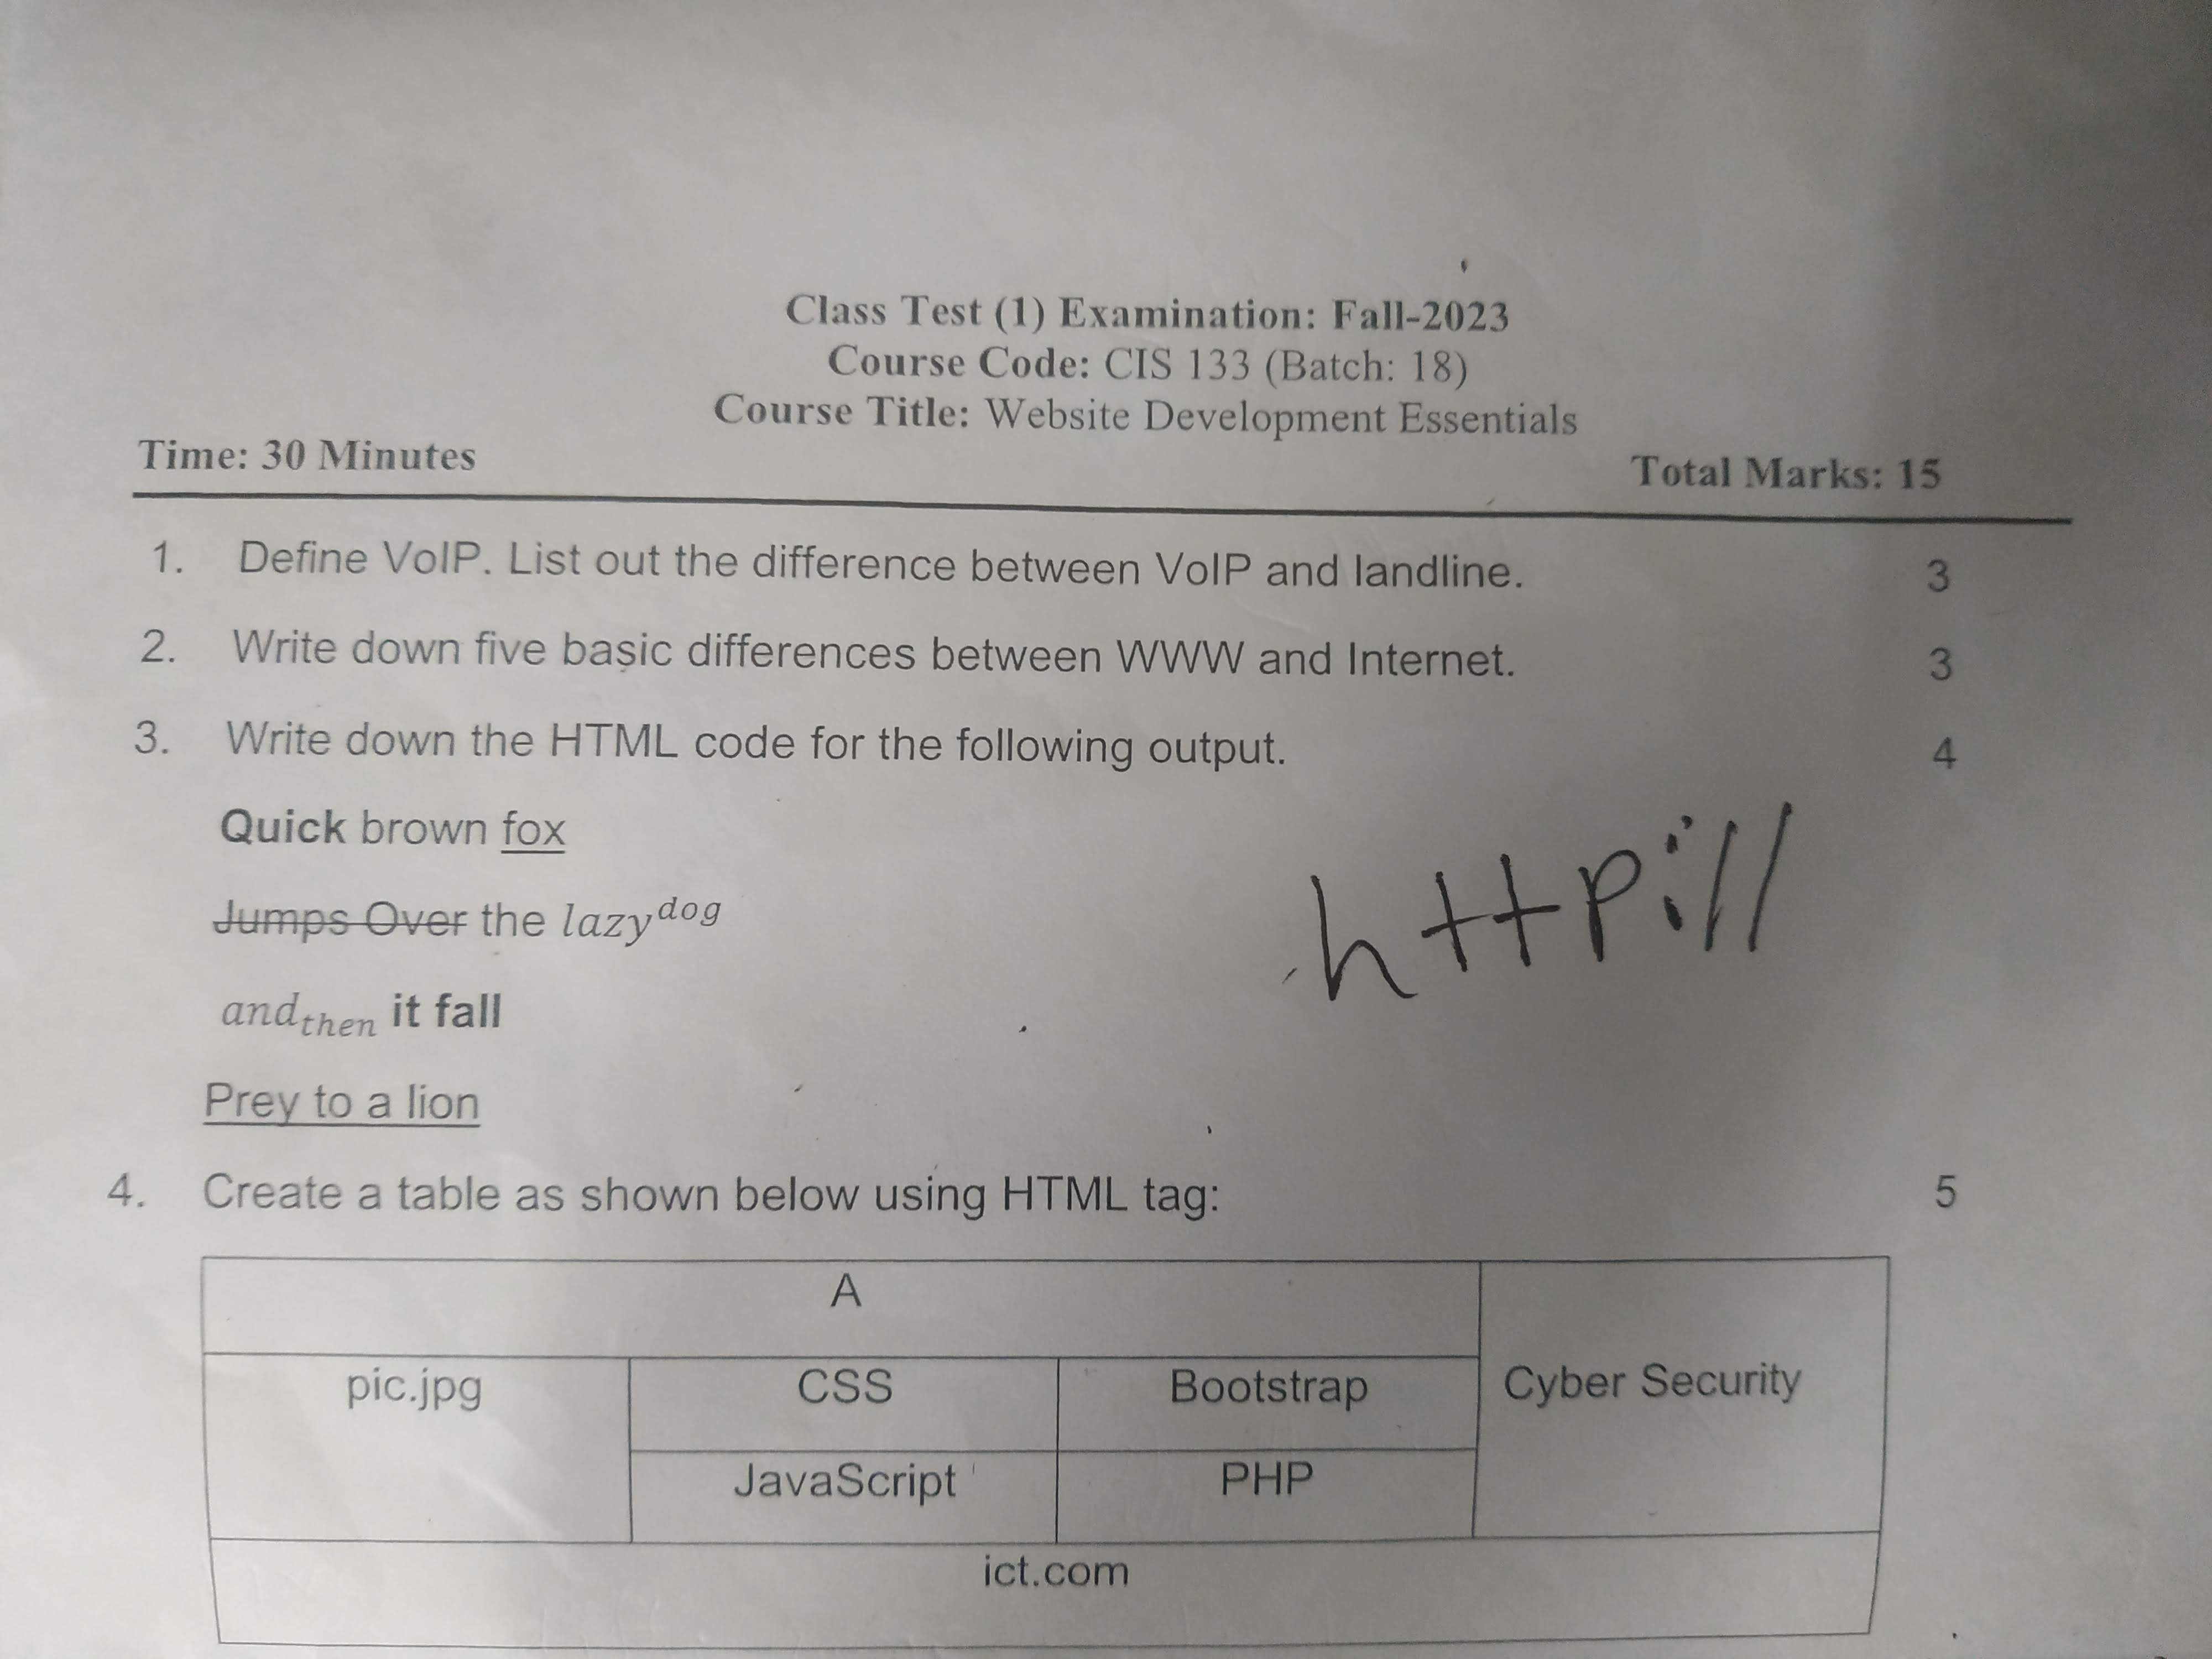 Class Test (1) Examination: Fall-2023
Course Code: CIS 133 (Batch: 18)
Course Title: Website Development Essentials
Time: 30 Minutes
Total Marks: 15
1. Define VoIP. List out the difference between VoIP and landline. 3
2. Write down five basic differences between WWW and Internet. 3
3. Write down the HTML code for the following output. 4
Quick brown fox
Jumps Over the lazy dog
and then it fall
Prey to a lion
http://
4. Create a table as shown below using HTML tag: 5
A
Cyber Security
pic.jpg CSS Bootstrap
JavaScript PHP
ict.com